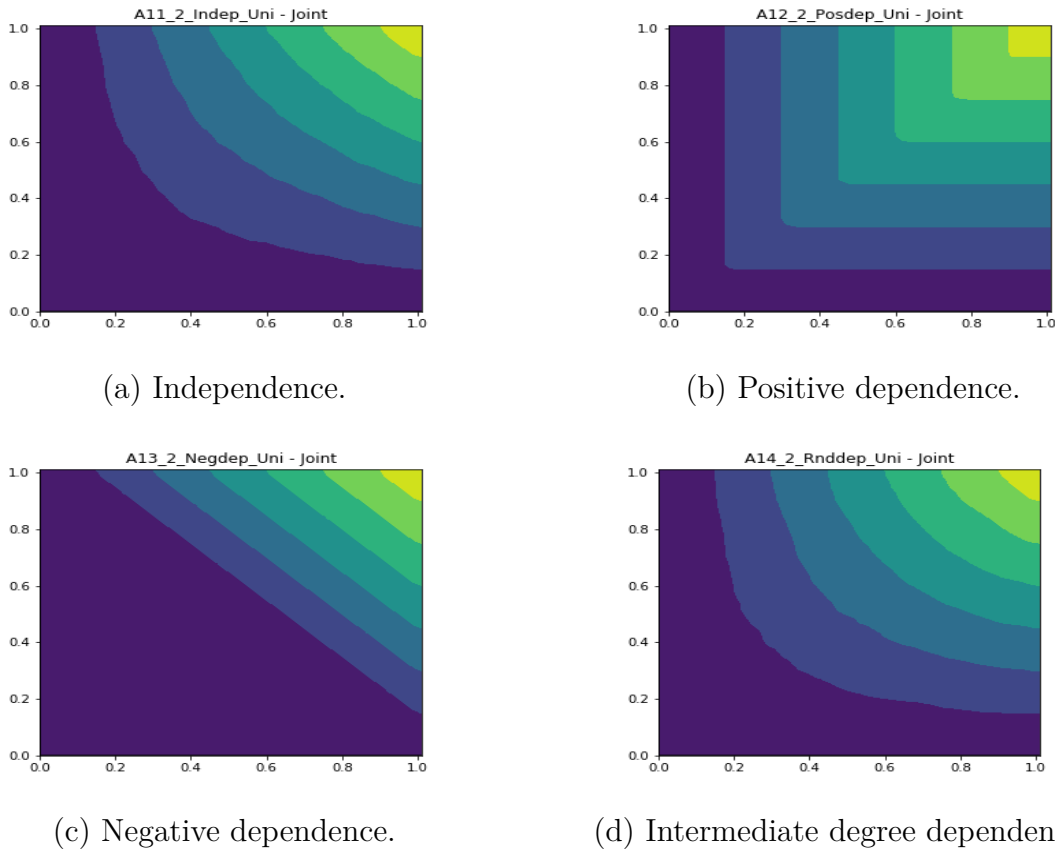 A11_2_Indep_Uni - Joint
1.0
0.8
0.6
0.4
0.2
0.0
0.0 0.2 0.4 0.6 0.8 1.0
(a) Independence.
A12_2_Posdep_Uni - Joint
1.0
0.8
0.6
0.4
0.2
0.0
0.0 0.2 0.4 0.6 0.8 1.0
(b) Positive dependence.
A13_2_Negdep_Uni - Joint
1.0
0.8
0.6
0.4
0.2
0.0
0.0 0.2 0.4 0.6 0.8 1.0
(c) Negative dependence.
A14_2_Rnddep_Uni - Joint
1.0
0.8
0.6
0.4
0.2
0.0
0.0 0.2 0.4 0.6 0.8 1.0
(d) Intermediate degree dependen